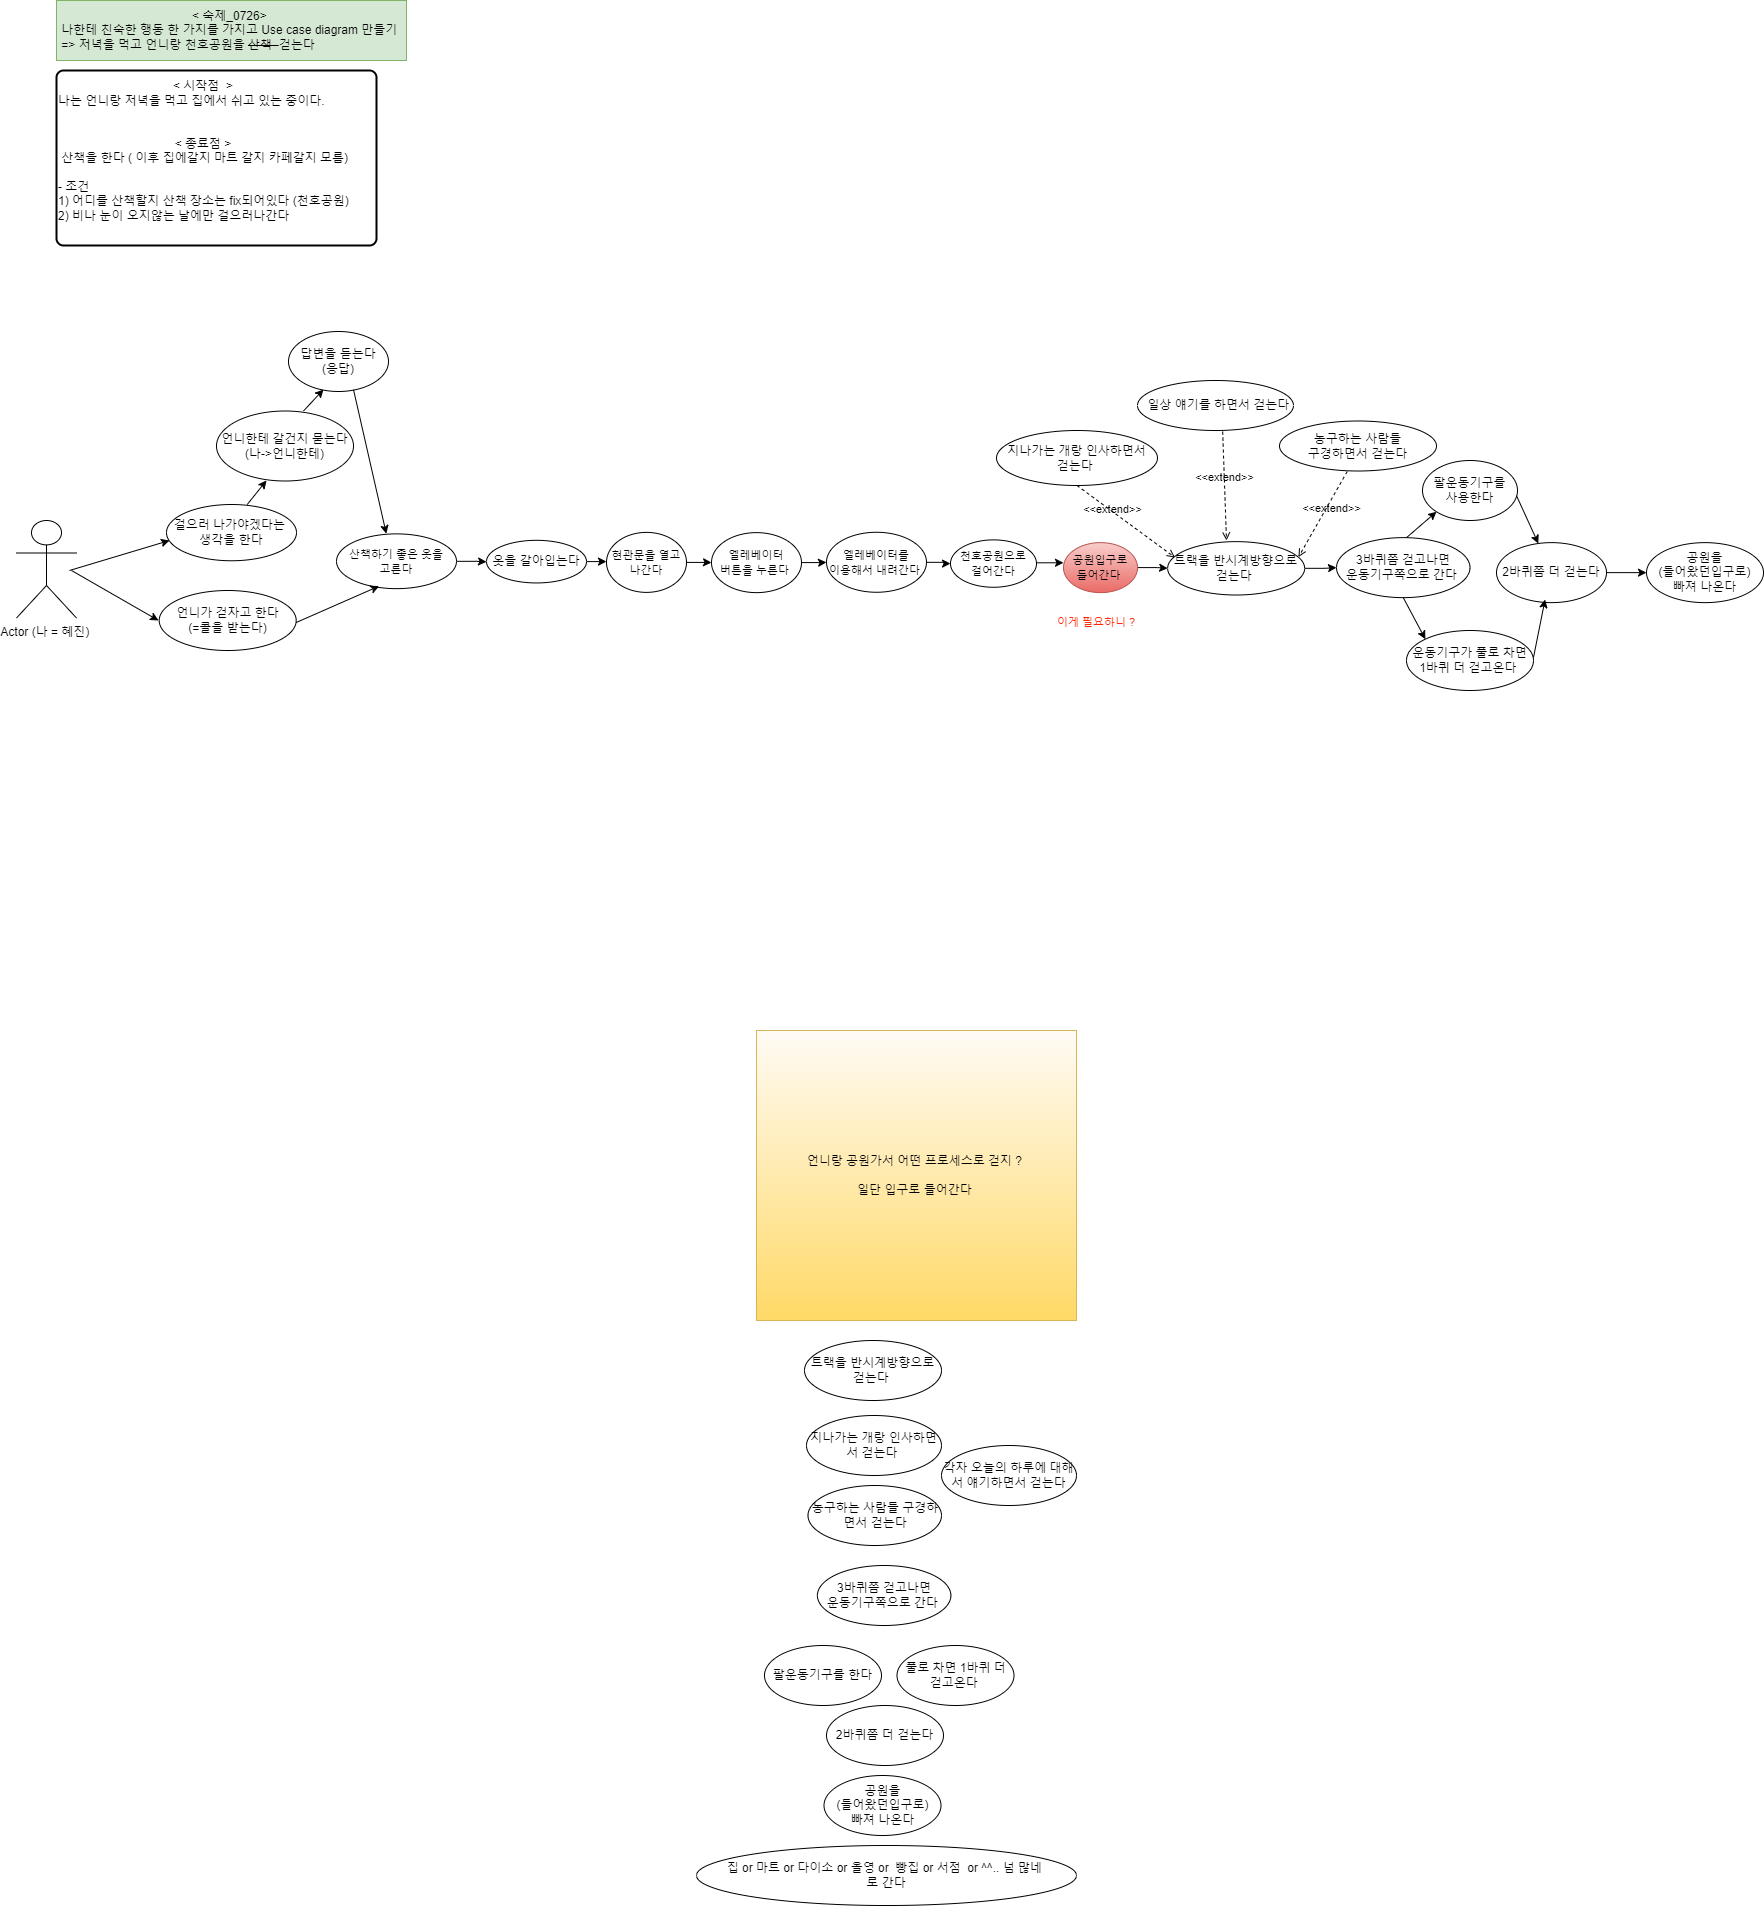 < 숙제_0726>
나한테 친숙한 행동 한 가지를 가지고 Use case diagram 만들기
=> 저녁을 먹고 언니랑 천호공원을 산책 걷는다
< 시작점 >
나는 언니랑 저녁을 먹고 집에서 쉬고 있는 중이다.
< 종료점 >
산책을 한다 ( 이후 집에갈지 마트 갈지 카페갈지 모름)
- 조건
1) 어디를 산책할지 산책 장소는 fix되어있다 (천호공원)
2) 비나 눈이 오지않는 날에만 걸으러나간다
답변을 듣는다
(응답)
언니한테 갈건지 묻는다
(나->언니한테)
걸으러 나가야겠다는
생각을 한다
언니가 걷자고 한다
(=콜을 받는다)
Actor (나 = 혜진)
산책하기 좋은 옷을
고른다
옷을 갈아입는다
현관문을 열고
나간다
엘레베이터
버튼을 누른다
엘레베이터를
이용해서 내려간다
천호공원으로
걸어간다
공원입구로
들어간다
이게 필요하니 ?
지나가는 개랑 인사하면서
걷는다
일상 얘기를 하면서 걷는다
농구하는 사람들
구경하면서 걷는다
<<extend>>
<<extend>>
<<extend>>
트랙을 반시계방향으로
걷는다
3바퀴쯤 걷고나면
운동기구쪽으로 간다
팔운동기구를
사용한다
운동기구가 풀로 차면
1바퀴 더 걷고온다
2바퀴쯤 더 걷는다
공원을
(들어왔던입구로)
빠져 나온다
언니랑 공원가서 어떤 프로세스로 걷지 ?
일단 입구로 들어간다
트랙을 반시계방향으로
걷는다
지나가는 개랑 인사하면
서 걷는다
각자 오늘의 하루에 대해
서 얘기하면서 걷는다
농구하는 사람들 구경하
면서 걷는다
3바퀴쯤 걷고나면
운동기구쪽으로 간다
팔운동기구를 한다
풀로 차면 1바퀴 더
걷고온다
2바퀴쯤 더 걷는다
공원을
(들어왔던입구로)
빠져 나온다
집 or 마트 or 다이소 or 올영 or 빵집 or 서점 or ^^.. 넘 많네
로 간다